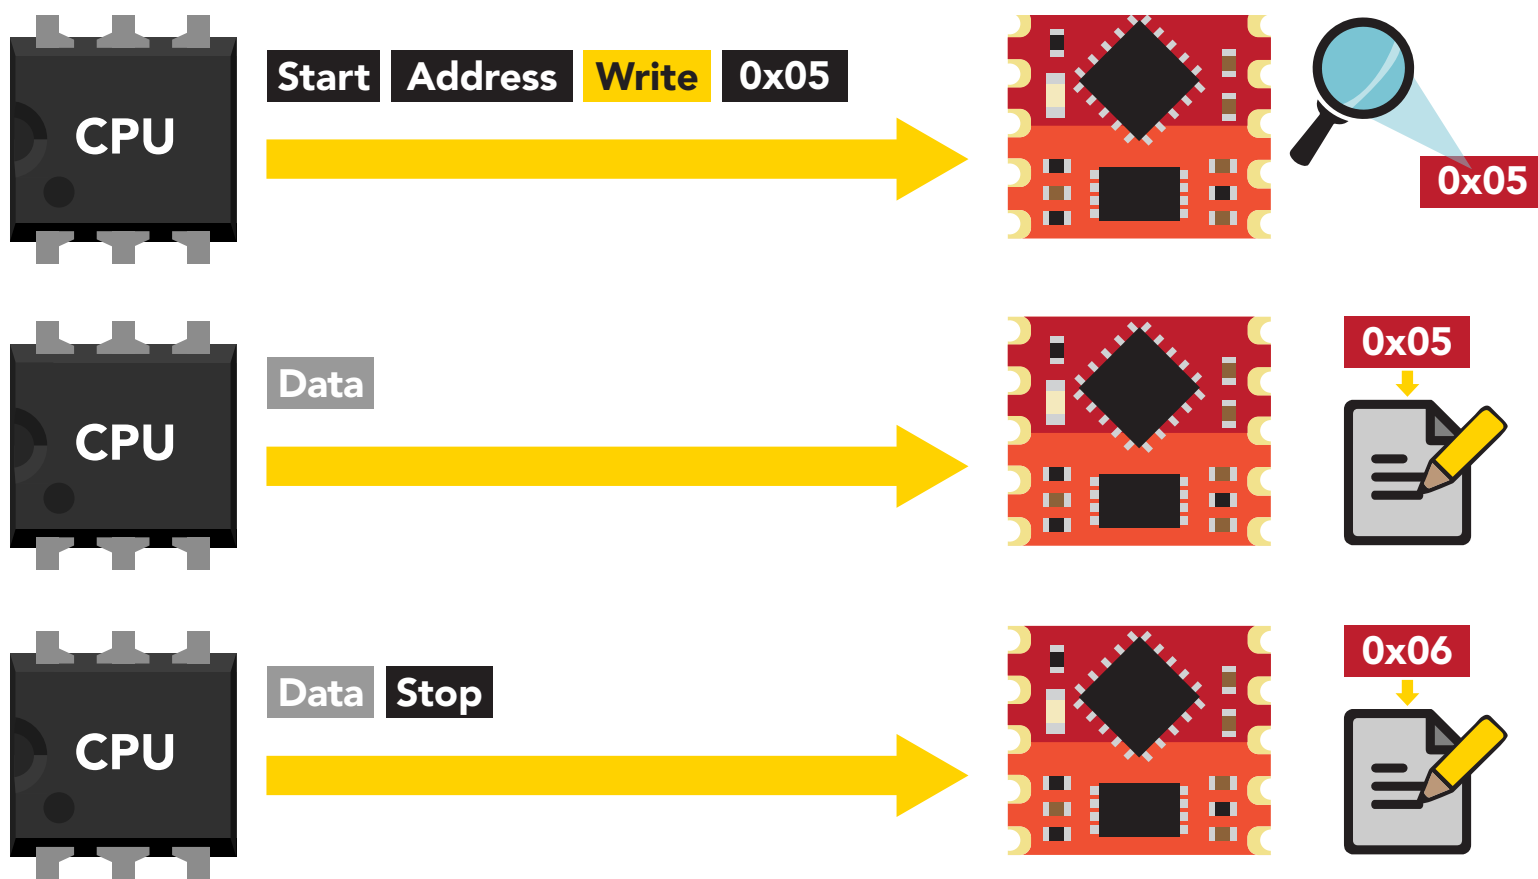 CPU
Start Address Write 0x05
0x05
CPU
Data
0x05
CPU
Data Stop
0x06